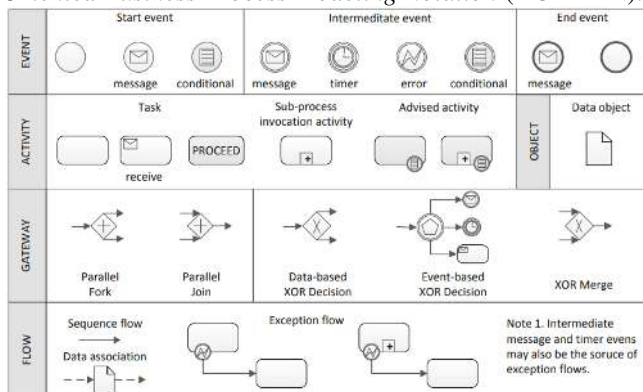 Start event
Intermeditate event
End event
EVENT
message
conditional
message
timer
error
conditional
message
ACTIVITY
Task
Sub-process
invocation activity
Advised activity
OBJECT
Data object
PROCEED
receive
GATEWAY
Parallel
Fork
Parallel
Join
Data-based
XOR Decision
Event-based
XOR Decision
XOR Merge
FLOW
Sequence flow
Data association
Exception flow
Note 1. Intermediate
message and timer evens
may also be the soruce of
exception flows.